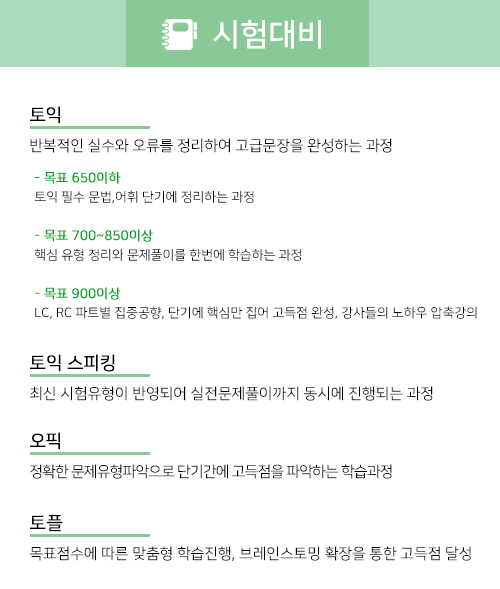 시험대비
토익
반복적인 실수와 오류를 정리하여 고급문장을 완성하는 과정
- 목표 650이하
토익 필수 문법,어휘 단기에 정리하는 과정
- 목표 700~850이상
핵심 유형 정리와 문제풀이를 한번에 학습하는 과정
- 목표 900이상
LC, RC 파트별 집중공향, 단기에 핵심만 집어 고득점 완성, 강사들의 노하우 압축강의
토익 스피킹
최신 시험유형이 반영되어 실전문제풀이까지 동시에 진행되는 과정
오픽
정확한 문제유형파악으로 단기간에 고득점을 파악하는 학습과정
토플
목표점수에 따른 맞춤형 학습진행, 브레인스토밍 확장을 통한 고득점 달성